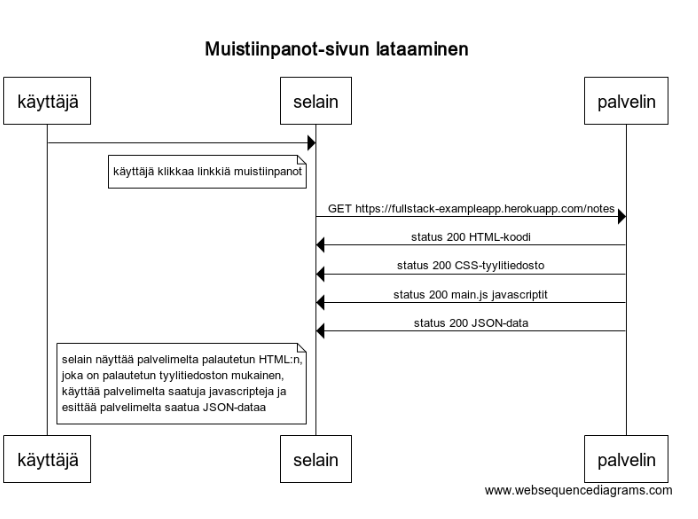 Muistiinpanot-sivun lataaminen
käyttäjä
selain
palvelin
käyttäjä klikkaa linkkiä muistiinpanot
GET https://fullstack-exampleapp.herokuapp.com/notes
status 200 HTML-koodi
status 200 CSS-tyylitiedosto
status 200 main.js javascriptit
status 200 JSON-data
selain näyttää palvelimelta palautetun HTML:n,
joka on palautetun tyylitiedoston mukainen,
käyttää palvelimelta saatuja javascripteja ja
esittää palvelimelta saatua JSON-dataa
käyttäjä
selain
palvelin
www.websequencediagrams.com